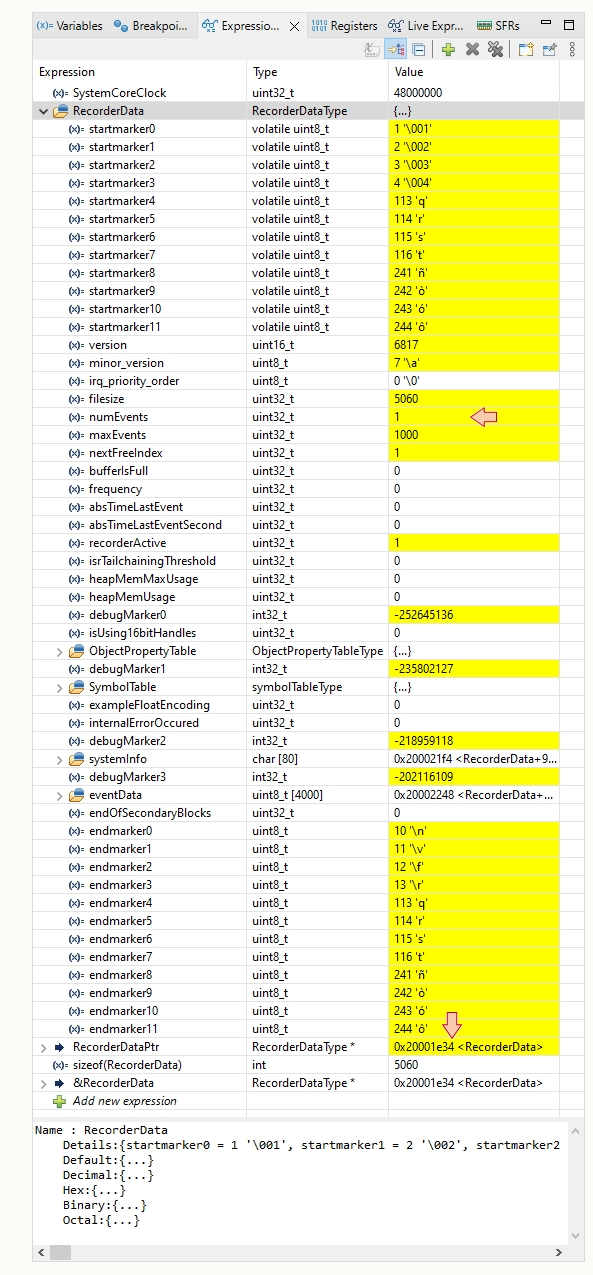 (x)= Variables Breakpoi... Expressio... Registers Live Expr... SFRs
Expression Type Value
(x)= SystemCoreClock uint32_t 48000000
RecorderData RecorderDataType {...}
(x)= startmarker0 volatile uint8_t 1 '\001'
(x)= startmarker1 volatile uint8_t 2 '\002'
(x)= startmarker2 volatile uint8_t 3 '\003'
(x)= startmarker3 volatile uint8_t 4 '\004'
(x)= startmarker4 volatile uint8_t 113 'q'
(x)= startmarker5 volatile uint8_t 114 'r'
(x)= startmarker6 volatile uint8_t 115 's'
(x)= startmarker7 volatile uint8_t 116 't'
(x)= startmarker8 volatile uint8_t 241 'ñ'
(x)= startmarker9 volatile uint8_t 242 'ò'
(x)= startmarker10 volatile uint8_t 243 'ó'
(x)= startmarker11 volatile uint8_t 244 'ô'
(x)= version uint16_t 6817
(x)= minor_version uint8_t 7 '\a'
(x)= irq_priority_order uint8_t 0 '\0'
(x)= filesize uint32_t 5060
(x)= numEvents uint32_t 1
(x)= maxEvents uint32_t 1000
(x)= nextFreeIndex uint32_t 1
(x)= bufferIsFull uint32_t 0
(x)= frequency uint32_t 0
(x)= absTimeLastEvent uint32_t 0
(x)= absTimeLastEventSecond uint32_t 0
(x)= recorderActive uint32_t 1
(x)= isrTailchainingThreshold uint32_t 0
(x)= heapMemMaxUsage uint32_t 0
(x)= heapMemUsage uint32_t 0
(x)= debugMarker0 int32_t -252645136
(x)= isUsing16bitHandles uint32_t 0
ObjectPropertyTable ObjectPropertyTableType {...}
(x)= debugMarker1 int32_t -235802127
SymbolTable symbolTableType {...}
(x)= exampleFloatEncoding uint32_t 0
(x)= internalErrorOccured uint32_t 0
(x)= debugMarker2 int32_t -218959118
systemInfo char [80] 0x200021f4 <RecorderData+9...
(x)= debugMarker3 int32_t -202116109
eventData uint8_t [4000] 0x20002248 <RecorderData+...
(x)= endOfSecondaryBlocks uint32_t 0
(x)= endmarker0 uint8_t 10 '\n'
(x)= endmarker1 uint8_t 11 '\v'
(x)= endmarker2 uint8_t 12 '\f'
(x)= endmarker3 uint8_t 13 '\r'
(x)= endmarker4 uint8_t 113 'q'
(x)= endmarker5 uint8_t 114 'r'
(x)= endmarker6 uint8_t 115 's'
(x)= endmarker7 uint8_t 116 't'
(x)= endmarker8 uint8_t 241 'ñ'
(x)= endmarker9 uint8_t 242 'ò'
(x)= endmarker10 uint8_t 243 'ó'
(x)= endmarker11 uint8_t 244 'ô'
RecorderDataPtr RecorderDataType * 0x20001e34 <RecorderData>
(x)= sizeof(RecorderData) int 5060
&RecorderData RecorderDataType * 0x20001e34 <RecorderData>
Add new expression
Name : RecorderData
Details:{startmarker0 = 1 '\001', startmarker1 = 2 '\002', startmarker2
Default:{...}
Decimal:{...}
Hex:{...}
Binary:{...}
Octal:{...}